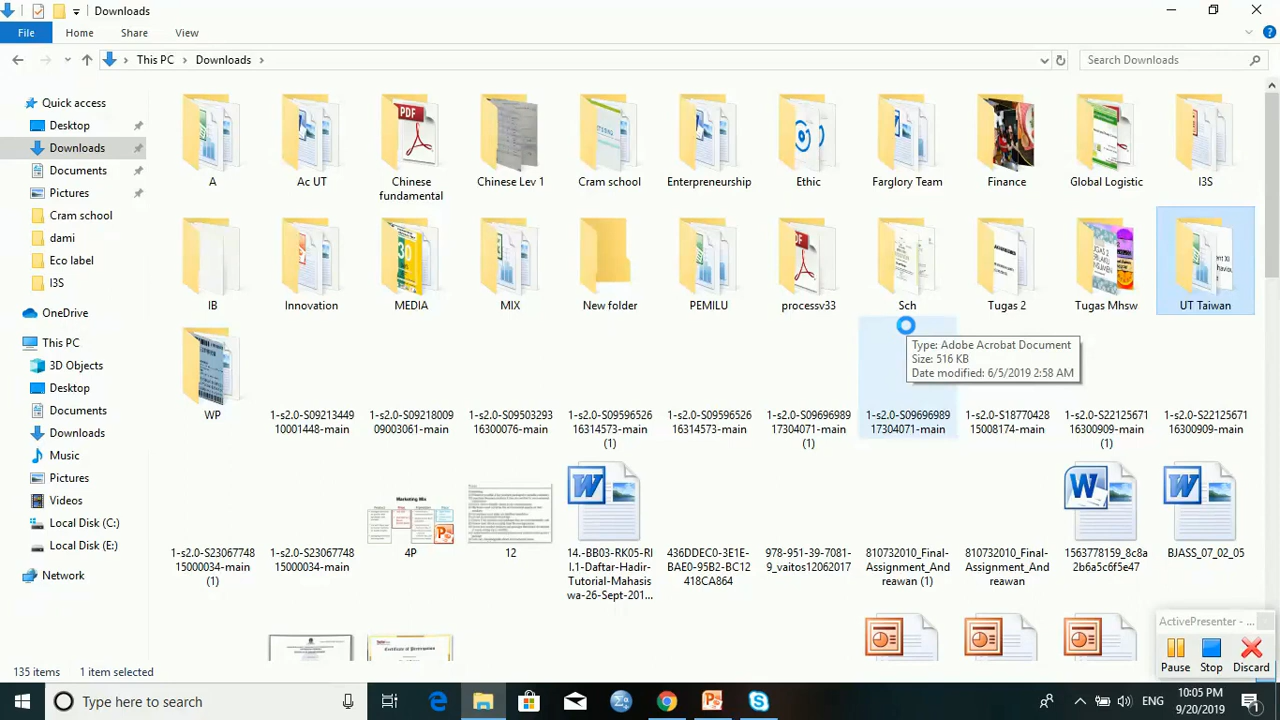 Downloads
File Home Share View
This PC Downloads
Search Downloads
Quick access
Desktop
Downloads
Documents
Pictures
Cram school
dami
Eco label
I3S
OneDrive
This PC
3D Objects
Desktop
Documents
Downloads
Music
Pictures
Videos
Local Disk (C:)
Local Disk (E:)
Network
A
Ac UT
PDF
Chinese
fundamental
Chinese Lev 1
Cram school
Enterpreneurship
Ethic
Farglory Team
Finance
Global Logistic
I3S
IB
Innovation
MEDIA
MIX
New folder
PEMILU
processv33
Sch
Tugas 2
Tugas Mhsw
UT Taiwan
Type: Adobe Acrobat Document
Size: 516 KB
Date modified: 6/5/2019 2:58 AM
WP
1-s2.0-S09213449
10001448-main
1-s2.0-S09218009
09003061-main
1-s2.0-S09503293
16300076-main
1-s2.0-S09596526
16314573-main
(1)
1-s2.0-S09596526
16314573-main
1-s2.0-S09696989
17304071-main
(1)
1-s2.0-S09696989
17304071-main
1-s2.0-S18770428
15008174-main
1-s2.0-S22125671
16300909-main
(1)
1-s2.0-S22125671
16300909-main
1-s2.0-S23067748
15000034-main
(1)
1-s2.0-S23067748
15000034-main
Marketing Mix
4P
12
14.-BB03-RK05-RI
I.1-Daftar-Hadir-
Tutorial-Mahasis
wa-26-Sept-201...
436DDEC0-3E1E-
BAE0-95B2-BC12
418CA864
978-951-39-7081-
9_vaitos12062017
810732010_Final-
Assignment_And
reawan (1)
810732010_Final-
Assignment_And
reawan
1563778159_8c8a
2b6a5c6f5e47
BJASS_07_02_05
ActivePresenter - ...
Pause Stop Discard
135 items 1 item selected
Type here to search
ENG
10:05 PM
9/20/2019
1